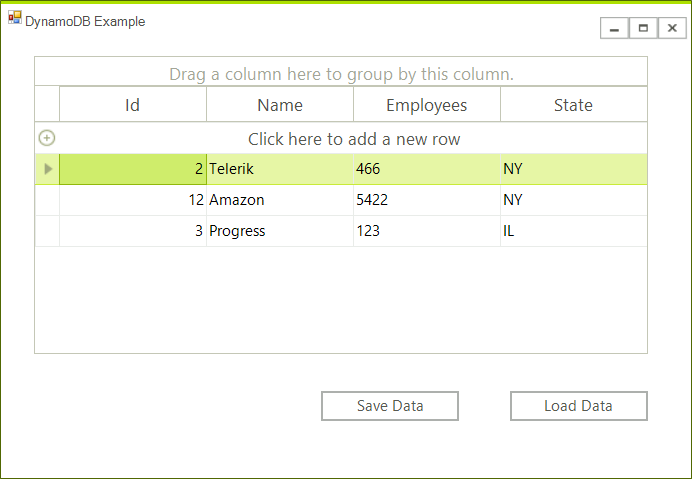 DynamoDB Example
Drag a column here to group by this column.
Id Name Employees State
Click here to add a new row
2 Telerik 466 NY
12 Amazon 5422 NY
3 Progress 123 IL
Save Data Load Data